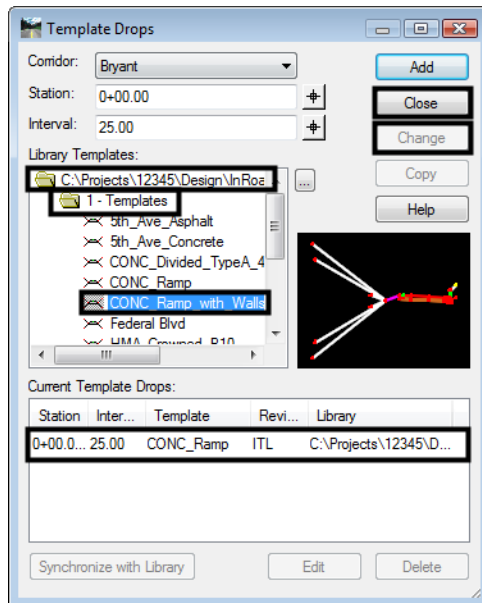 Template Drops
Corridor: Bryant Add
Station: 0+00.00 Close
Interval: 25.00 Change
Library Templates:
C:\Projects\12345\Design\InRoa ... Copy
1 - Templates Help
5th_Ave_Asphalt
5th_Ave_Concrete
CONC_Divided_TypeA_4
CONC_Ramp
CONC_Ramp_with_Walls
Federal Blvd
HMA_Crowned_B10
Current Template Drops:
Station Inter... Template Revi... Library
0+00.0... 25.00 CONC_Ramp ITL C:\Projects\12345\D...
Synchronize with Library Edit Delete